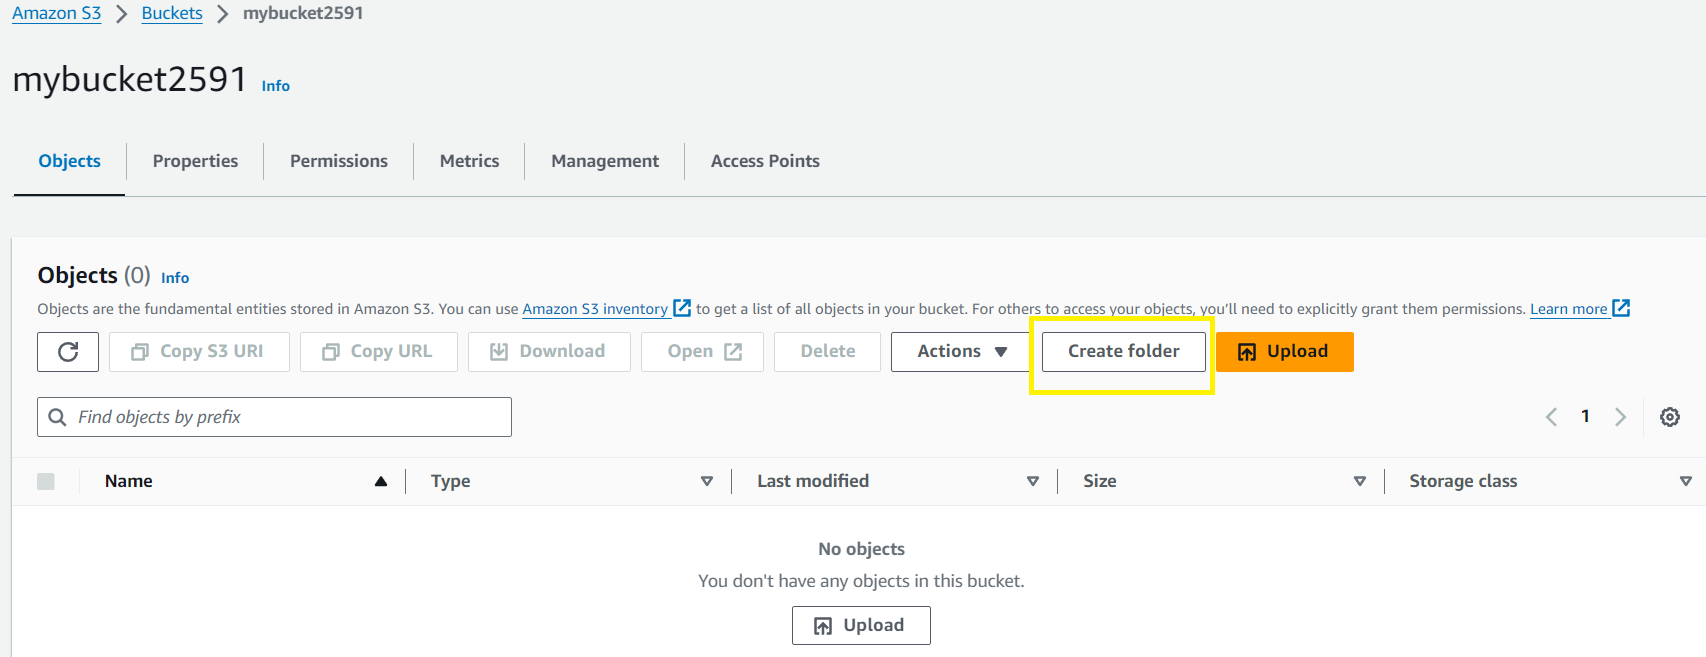 Amazon S3 > Buckets > mybucket2591
mybucket2591 Info
Objects Properties Permissions Metrics Management Access Points
Objects (0) Info
Objects are the fundamental entities stored in Amazon S3. You can use Amazon S3 inventory to get a list of all objects in your bucket. For others to access your objects, you'll need to explicitly grant them permissions. Learn more
Copy S3 URI Copy URL Download Open Delete Actions Create folder Upload
Find objects by prefix 1
Name Type Last modified Size Storage class
No objects
You don't have any objects in this bucket.
Upload